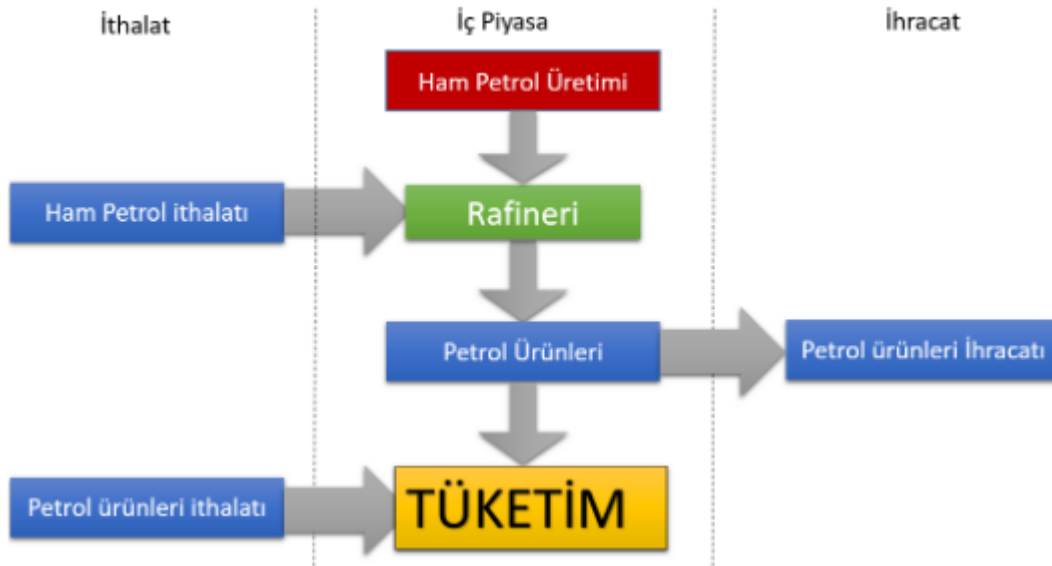 İthalat
İç Piyasa
İhracat
Ham Petrol Üretimi
Ham Petrol ithalatı
Rafineri
Petrol Ürünleri
Petrol ürünleri İhracatı
Petrol ürünleri ithalatı
TÜKETİM